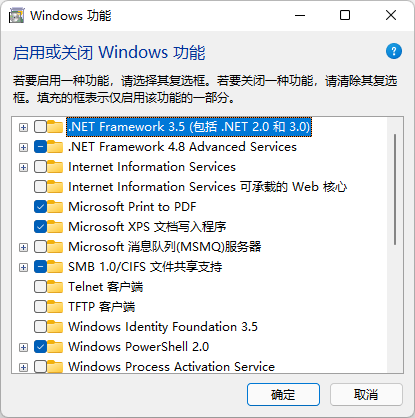 Windows 功能
启用或关闭 Windows 功能
?
若要启用一种功能，请选择其复选框。若要关闭一种功能，请清除其复选
框。填充的框表示仅启用该功能的一部分。
.NET Framework 3.5 (包括 .NET 2.0 和 3.0)
.NET Framework 4.8 Advanced Services
Internet Information Services
Internet Information Services 可承载的 Web 核心
Microsoft Print to PDF
Microsoft XPS 文档写入程序
Microsoft 消息队列(MSMQ)服务器
SMB 1.0/CIFS 文件共享支持
Telnet 客户端
TFTP 客户端
Windows Identity Foundation 3.5
Windows PowerShell 2.0
Windows Process Activation Service
确定
取消